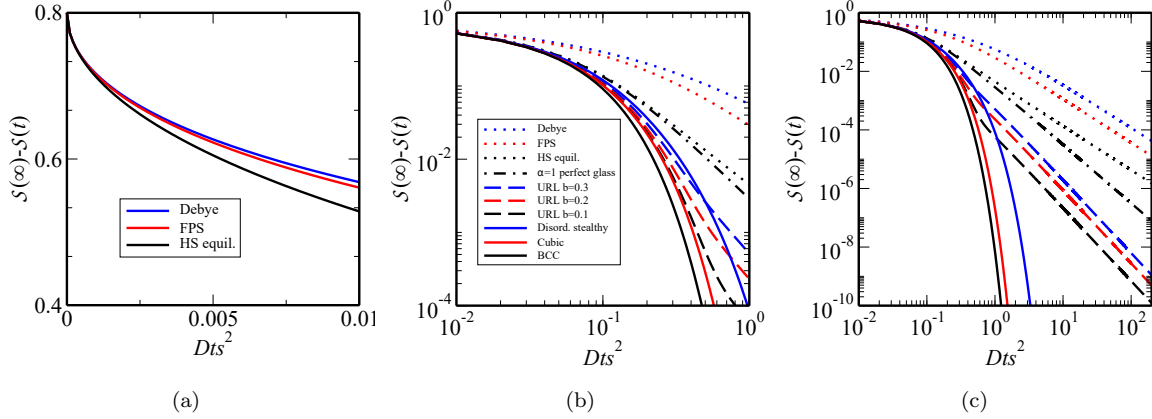 0.8
0.6
0.4
S(∞)-S(t)
Debye
FPS
HS equil.
0
0.005
0.01
Dts²
(a)
10⁰
10⁻²
10⁻⁴
S(∞)-S(t)
Debye
FPS
HS equil.
α=1 perfect glass
URL b=0.3
URL b=0.2
URL b=0.1
Disord. stealthy
Cubic
BCC
10⁻²
10⁻¹
10⁰
Dts²
(b)
10⁰
10⁻²
10⁻⁴
10⁻⁶
10⁻⁸
10⁻¹⁰
S(∞)-S(t)
10⁻²
10⁻¹
10⁰
10¹
10²
Dts²
(c)